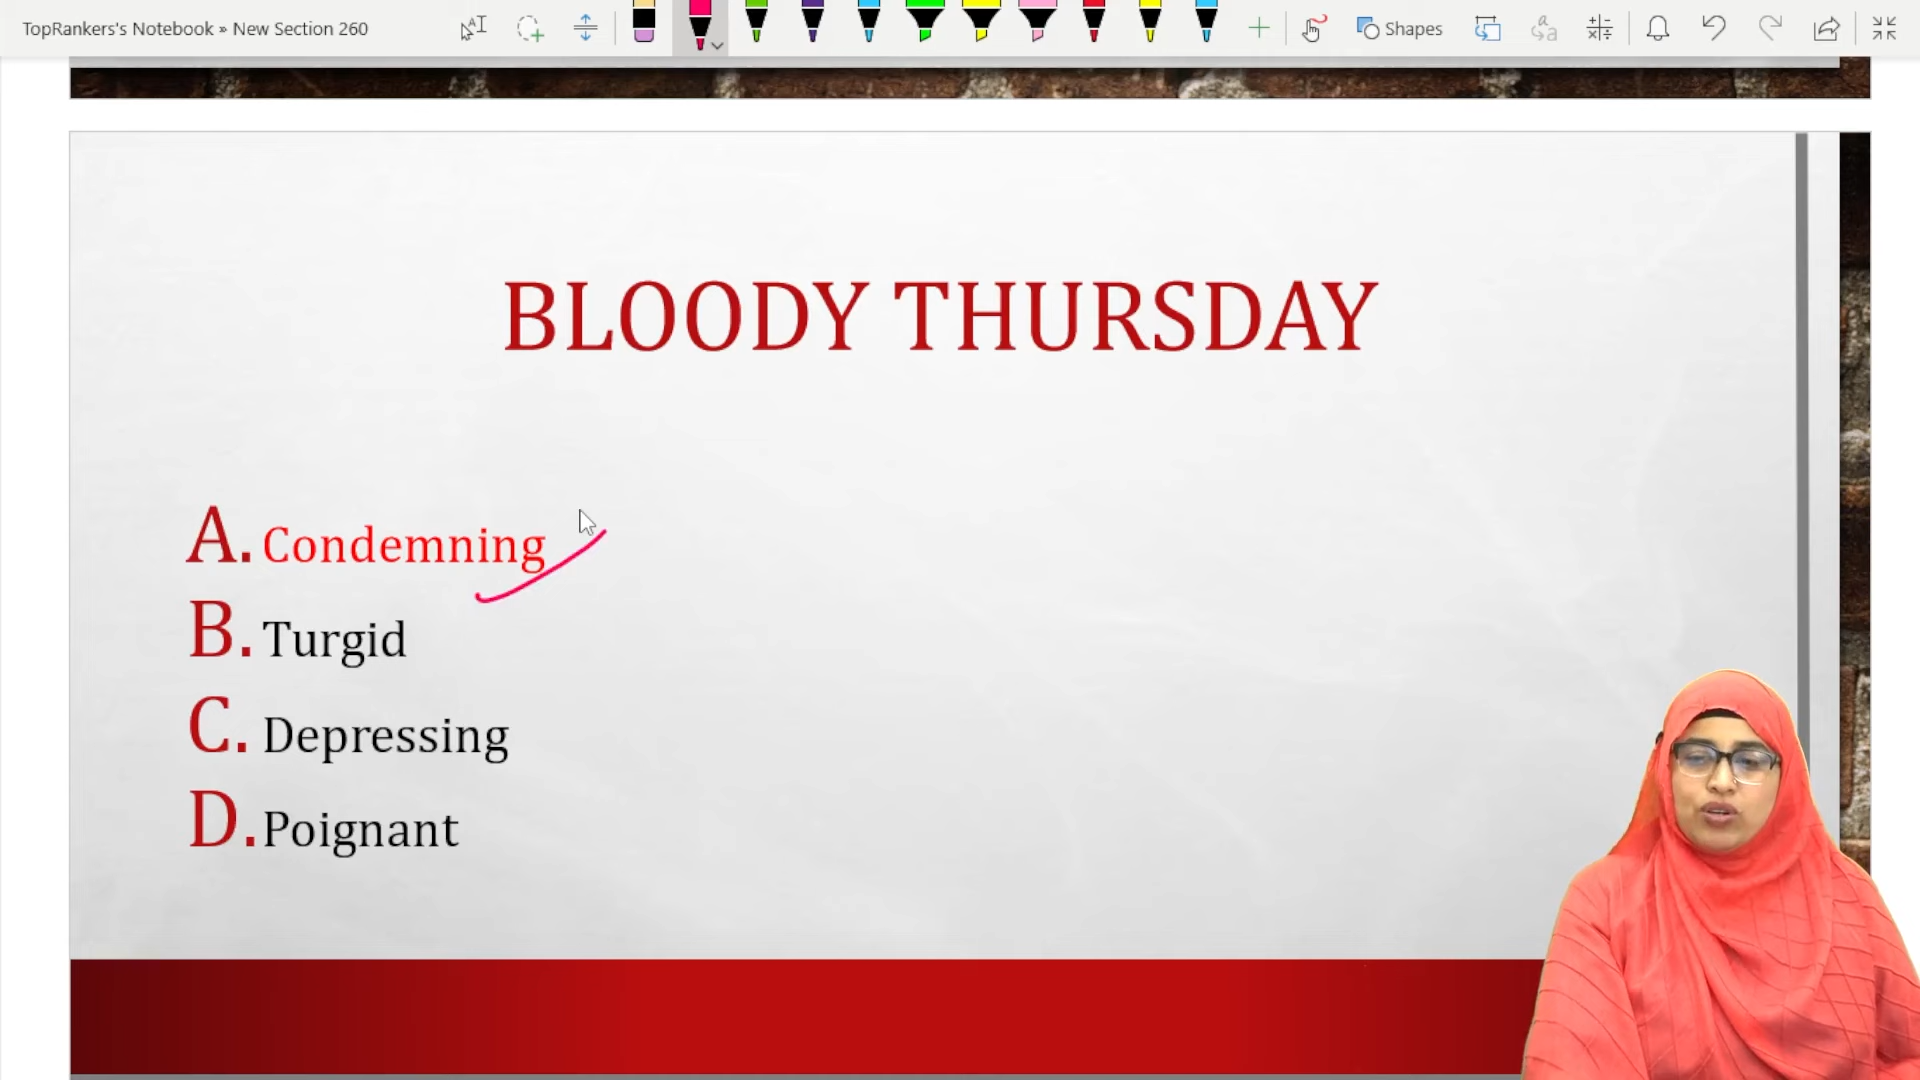 TopRankers's Notebook » New Section 260
Shapes
BLOODY THURSDAY
A. Condemning
B. Turgid
C. Depressing
D. Poignant